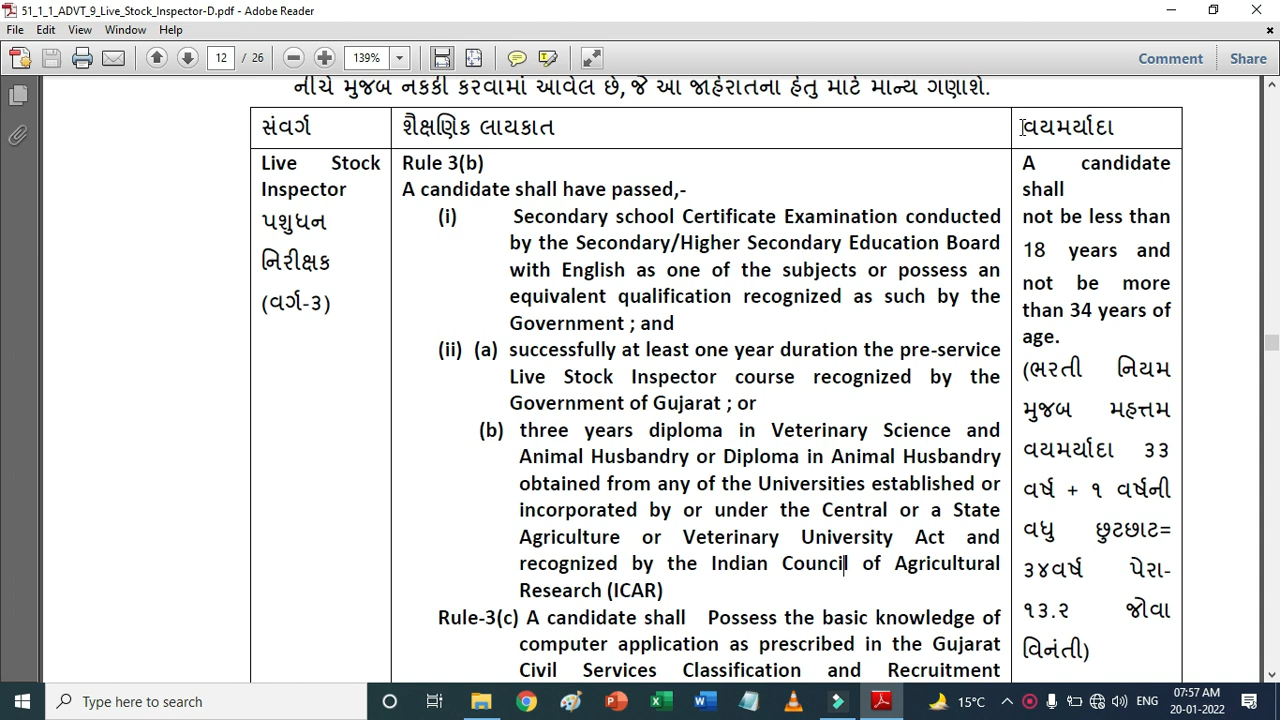 51_1_1_ADVT_9_Live_Stock_Inspector-D.pdf - Adobe Reader
File Edit View Window Help
12 / 26 139% Comment Share
નીચે મુજબ નક્કી કરવામાં આવેલ છે, જે આ જાહેરાતના હેતુ માટે માન્ય ગણાશે.
સંવર્ગ શૈક્ષણિક લાયકાત વયમર્યાદા
Live Stock
Inspector
પશુધન
નિરીક્ષક
(વર્ગ-૩)
Rule 3(b)
A candidate shall have passed,-
(i) Secondary school Certificate Examination conducted
by the Secondary/Higher Secondary Education Board
with English as one of the subjects or possess an
equivalent qualification recognized as such by the
Government ; and
(ii) (a) successfully at least one year duration the pre-service
Live Stock Inspector course recognized by the
Government of Gujarat ; or
(b) three years diploma in Veterinary Science and
Animal Husbandry or Diploma in Animal Husbandry
obtained from any of the Universities established or
incorporated by or under the Central or a State
Agriculture or Veterinary University Act and
recognized by the Indian Council of Agricultural
Research (ICAR)
Rule-3(c) A candidate shall Possess the basic knowledge of
computer application as prescribed in the Gujarat
Civil Services Classification and Recruitment
A candidate
shall
not be less than
18 years and
not be more
than 34 years of
age.
(ભરતી નિયમ
મુજબ મહત્તમ
વયમર્યાદા ૩૩
વર્ષ + ૧ વર્ષની
વધુ છુટછાટ=
૩૪વર્ષ પેરા-
૧૩.૨ જોવા
વિનંતી)
Type here to search
15°C ENG 07:57 AM
20-01-2022